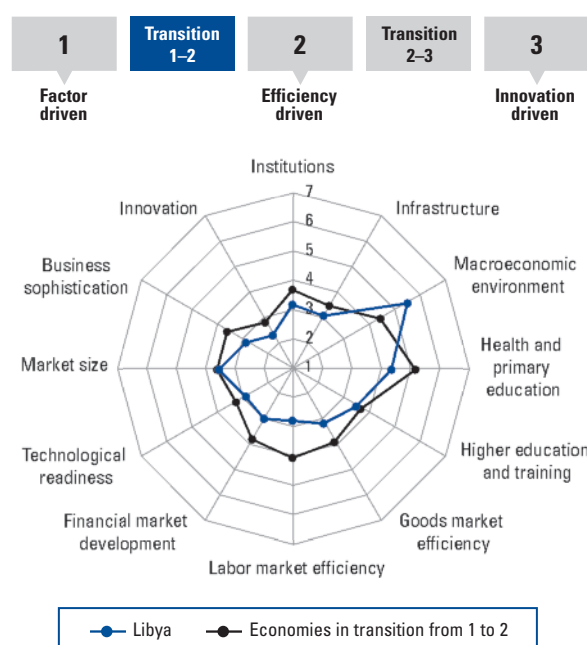 1
Transition
1–2
2
Transition
2–3
3
Factor
driven
Efficiency
driven
Innovation
driven
Institutions
7
Innovation
Infrastructure
6
5
Business
sophistication
Macroeconomic
environment
4
3
2
Market size
1
Health and
primary
education
Technological
readiness
Higher education
and training
Financial market
development
Goods market
efficiency
Labor market efficiency
Libya
Economies in transition from 1 to 2